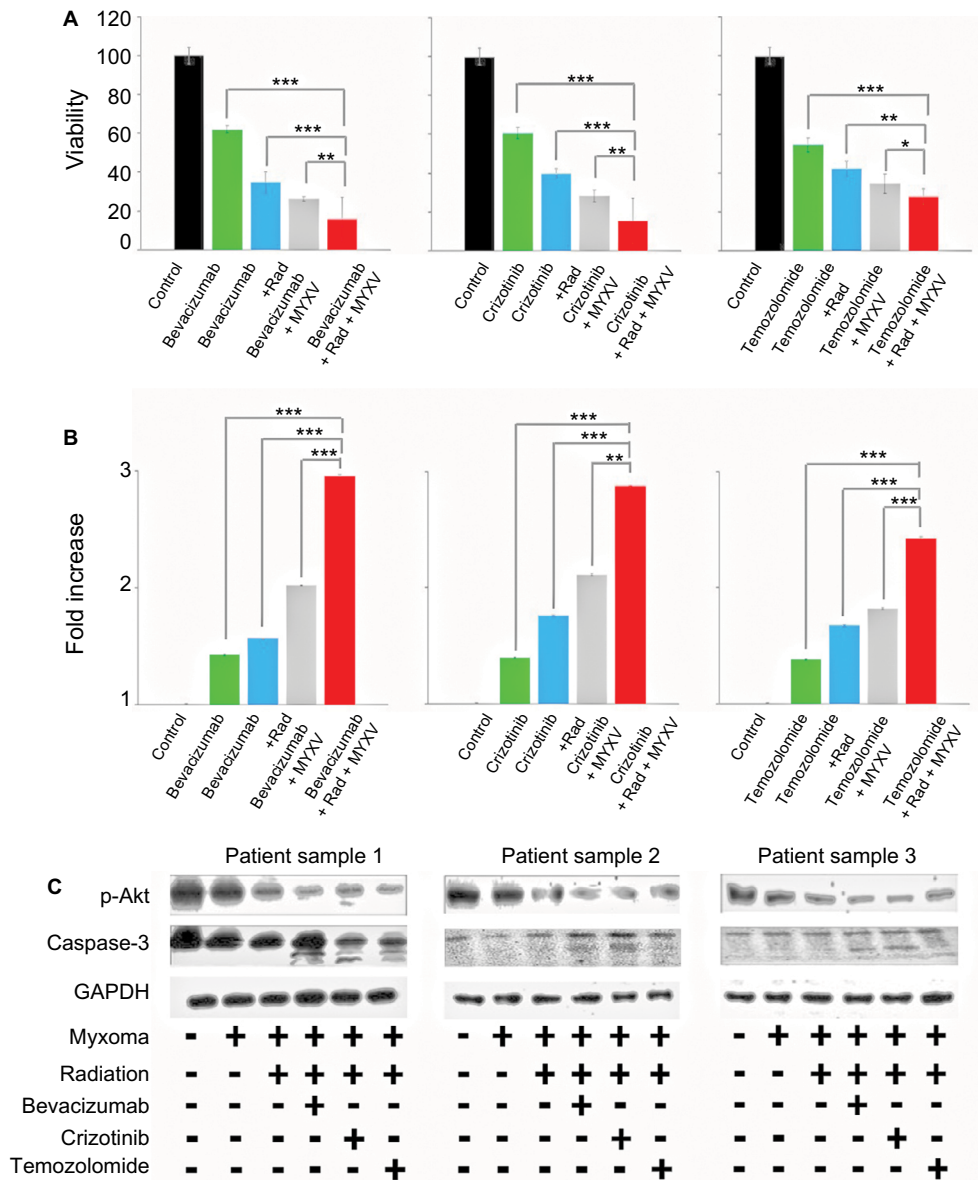 A
Viability
120
100
80
60
40
20
0
***
***
**
***
***
**
***
**
*
Control
Bevacizumab
Bevacizumab
+Rad
Bevacizumab
+ MYXV
Bevacizumab
+ Rad + MYXV
Control
Crizotinib
Crizotinib
+Rad
Crizotinib
+ MYXV
Crizotinib
+ Rad + MYXV
Control
Temozolomide
Temozolomide
+Rad
Temozolomide
+ MYXV
Temozolomide
+ Rad + MYXV
B
Fold increase
3
2
1
***
***
***
***
***
**
***
***
***
Control
Bevacizumab
Bevacizumab
+Rad
Bevacizumab
+ MYXV
Bevacizumab
+ Rad + MYXV
Control
Crizotinib
Crizotinib
+Rad
Crizotinib
+ MYXV
Crizotinib
+ Rad + MYXV
Control
Temozolomide
Temozolomide
+Rad
Temozolomide
+ MYXV
Temozolomide
+ Rad + MYXV
C
Patient sample 1 Patient sample 2 Patient sample 3
p-Akt
Caspase-3
GAPDH
Myxoma - + + + + + - + + + + + - + + + + +
Radiation - - + + + + - - + + + + - - + + + +
Bevacizumab - - - + - - - - - + - - - - - + - -
Crizotinib - - - - + - - - - - + - - - - - + -
Temozolomide - - - - - + - - - - - + - - - - - +